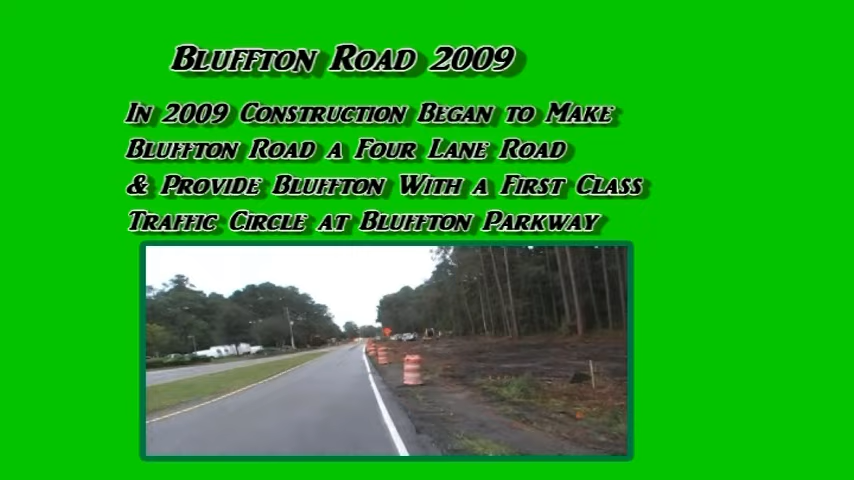 Bluffton Road 2009
In 2009 Construction Began to Make
Bluffton Road a Four Lane Road
& Provide Bluffton With a First Class
Traffic Circle at Bluffton Parkway